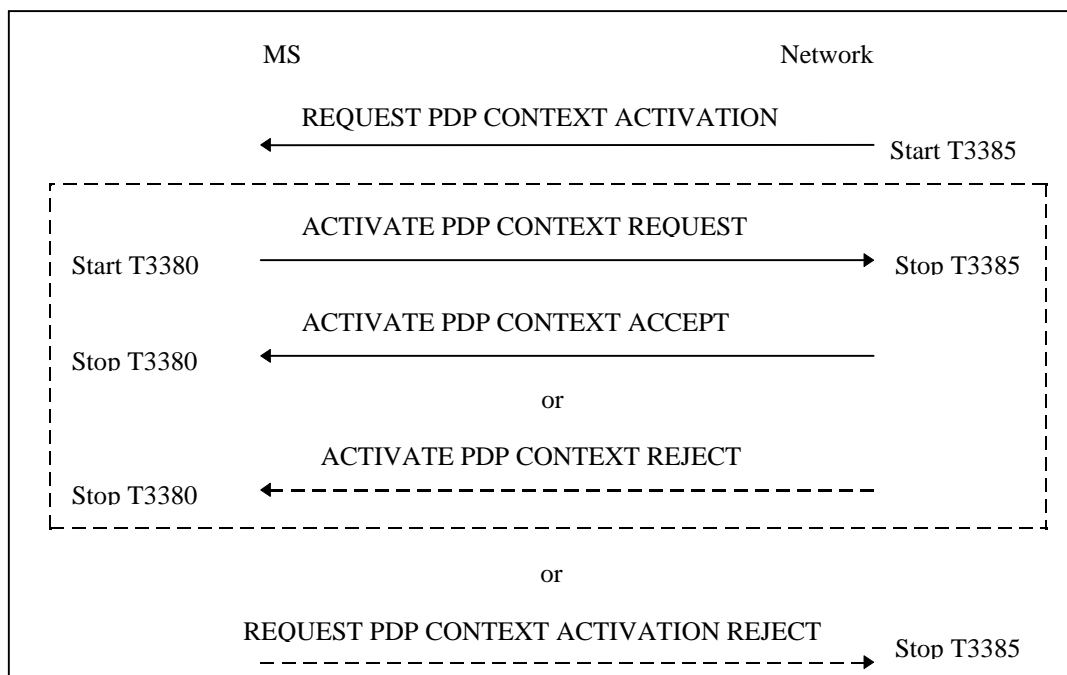 MS Network
REQUEST PDP CONTEXT ACTIVATION
Start T3385
ACTIVATE PDP CONTEXT REQUEST
Start T3380 Stop T3385
ACTIVATE PDP CONTEXT ACCEPT
Stop T3380
or
ACTIVATE PDP CONTEXT REJECT
Stop T3380
or
REQUEST PDP CONTEXT ACTIVATION REJECT
Stop T3385